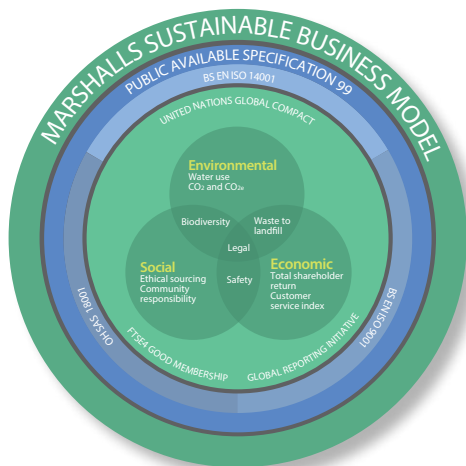 MARSHALLS SUSTAINABLE BUSINESS MODEL
PUBLIC AVAILABLE SPECIFICATION 99
BS EN ISO 14001
UNITED NATIONS GLOBAL COMPACT
Environmental
Water use
CO₂ and CO₂e
Biodiversity
Waste to
landfill
Legal
Social
Ethical sourcing
Community
responsibility
Safety
Economic
Total shareholder
return
Customer
service index
OHSAS 18001
BS EN ISO 9001
FTSE4 GOOD MEMBERSHIP
GLOBAL REPORTING INITIATIVE